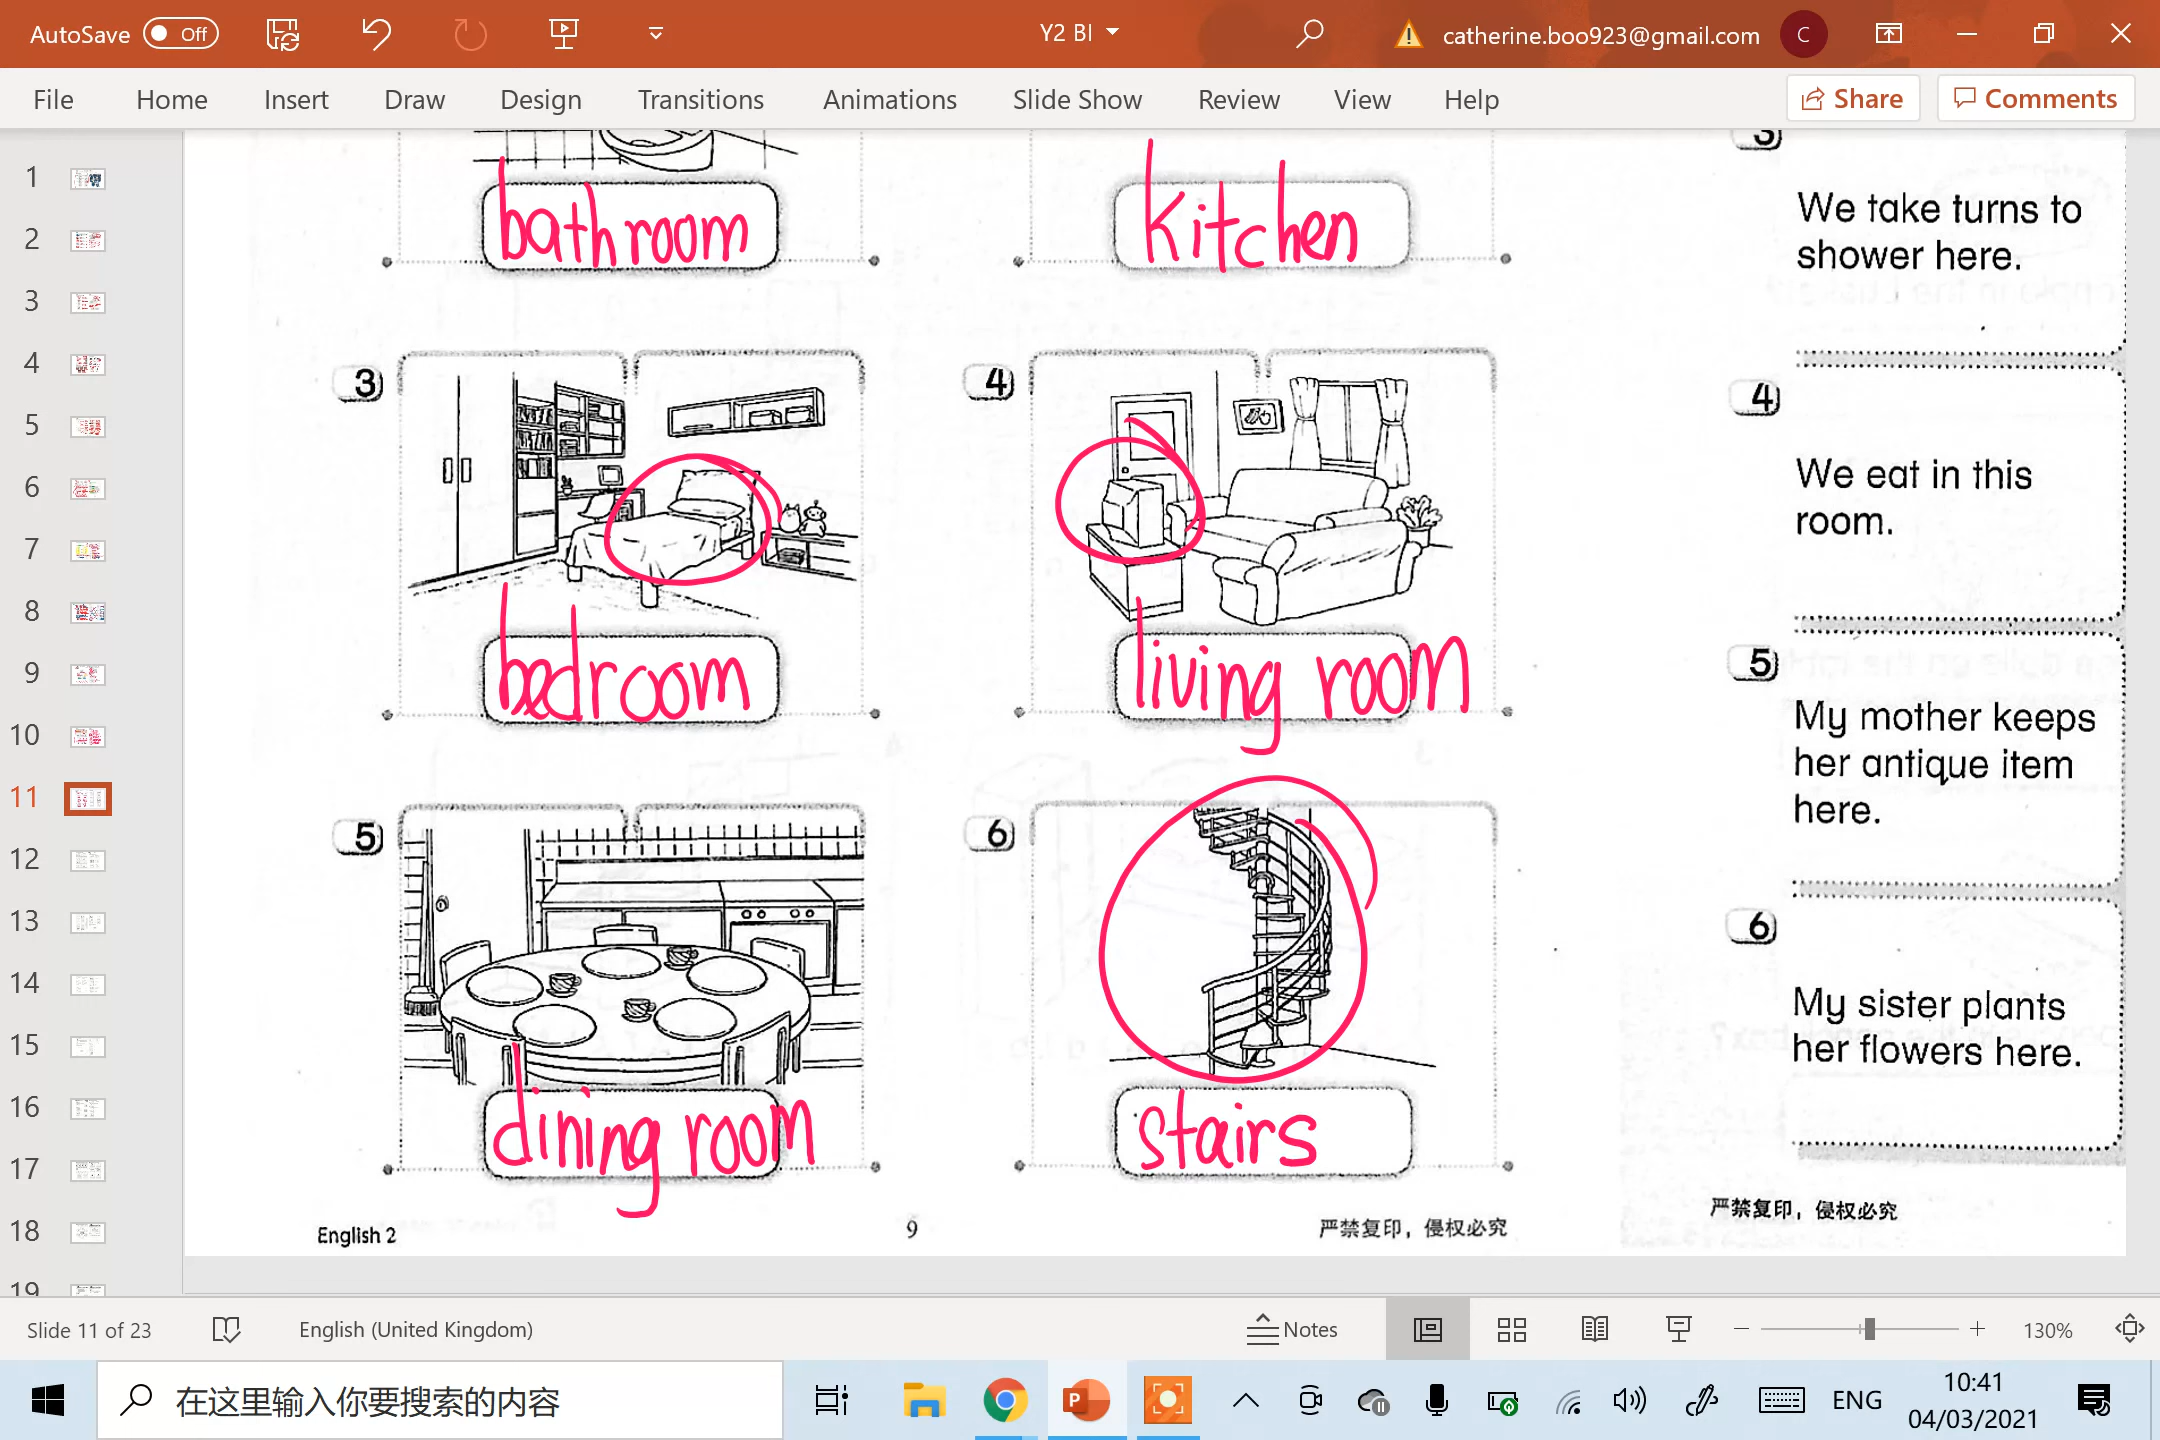 AutoSave Off
Y2 BI
catherine.boo923@gmail.com
C
File Home Insert Draw Design Transitions Animations Slide Show Review View Help
Share Comments
1
2
3
4
5
6
7
8
9
10
11
12
13
14
15
16
17
18
19
bathroom
kitchen
3
bedroom
4
living room
5
dining room
6
stairs
English 2
9
严禁复印，侵权必究
3
We take turns to
shower here.
4
We eat in this
room.
5
My mother keeps
her antique item
here.
6
My sister plants
her flowers here.
严禁复印，侵权必究
Slide 11 of 23
English (United Kingdom)
Notes
130%
在这里输入你要搜索的内容
P
ENG
10:41
04/03/2021